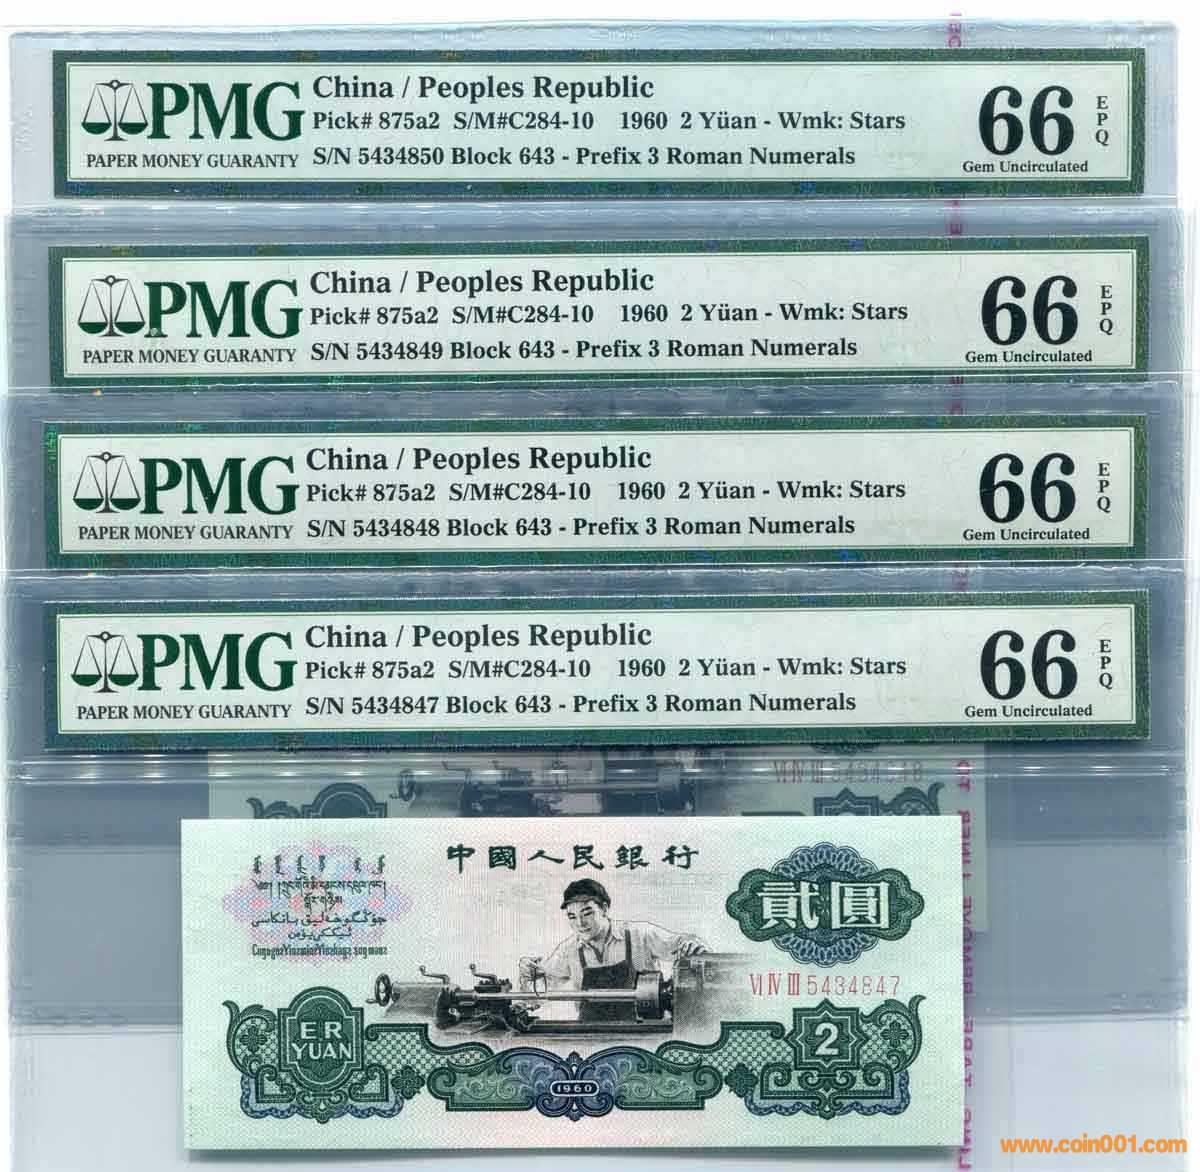 China / Peoples Republic
PMG
Pick# 875a2 S/M#C284-10 1960 2 Yüan - Wmk: Stars
PAPER MONEY GUARANTY
S/N 5434850 Block 643 - Prefix 3 Roman Numerals
66
EPQ
Gem Uncirculated
China / Peoples Republic
PMG
Pick# 875a2 S/M#C284-10 1960 2 Yüan - Wmk: Stars
PAPER MONEY GUARANTY
S/N 5434849 Block 643 - Prefix 3 Roman Numerals
66
EPQ
Gem Uncirculated
China / Peoples Republic
PMG
Pick# 875a2 S/M#C284-10 1960 2 Yüan - Wmk: Stars
PAPER MONEY GUARANTY
S/N 5434848 Block 643 - Prefix 3 Roman Numerals
66
EPQ
Gem Uncirculated
China / Peoples Republic
PMG
Pick# 875a2 S/M#C284-10 1960 2 Yüan - Wmk: Stars
PAPER MONEY GUARANTY
S/N 5434847 Block 643 - Prefix 3 Roman Numerals
66
EPQ
Gem Uncirculated
VI IV III 5434848
中國人民銀行
貳圓
VI IV III 5434847
ER
YUAN
2
1960
www.coin001.com